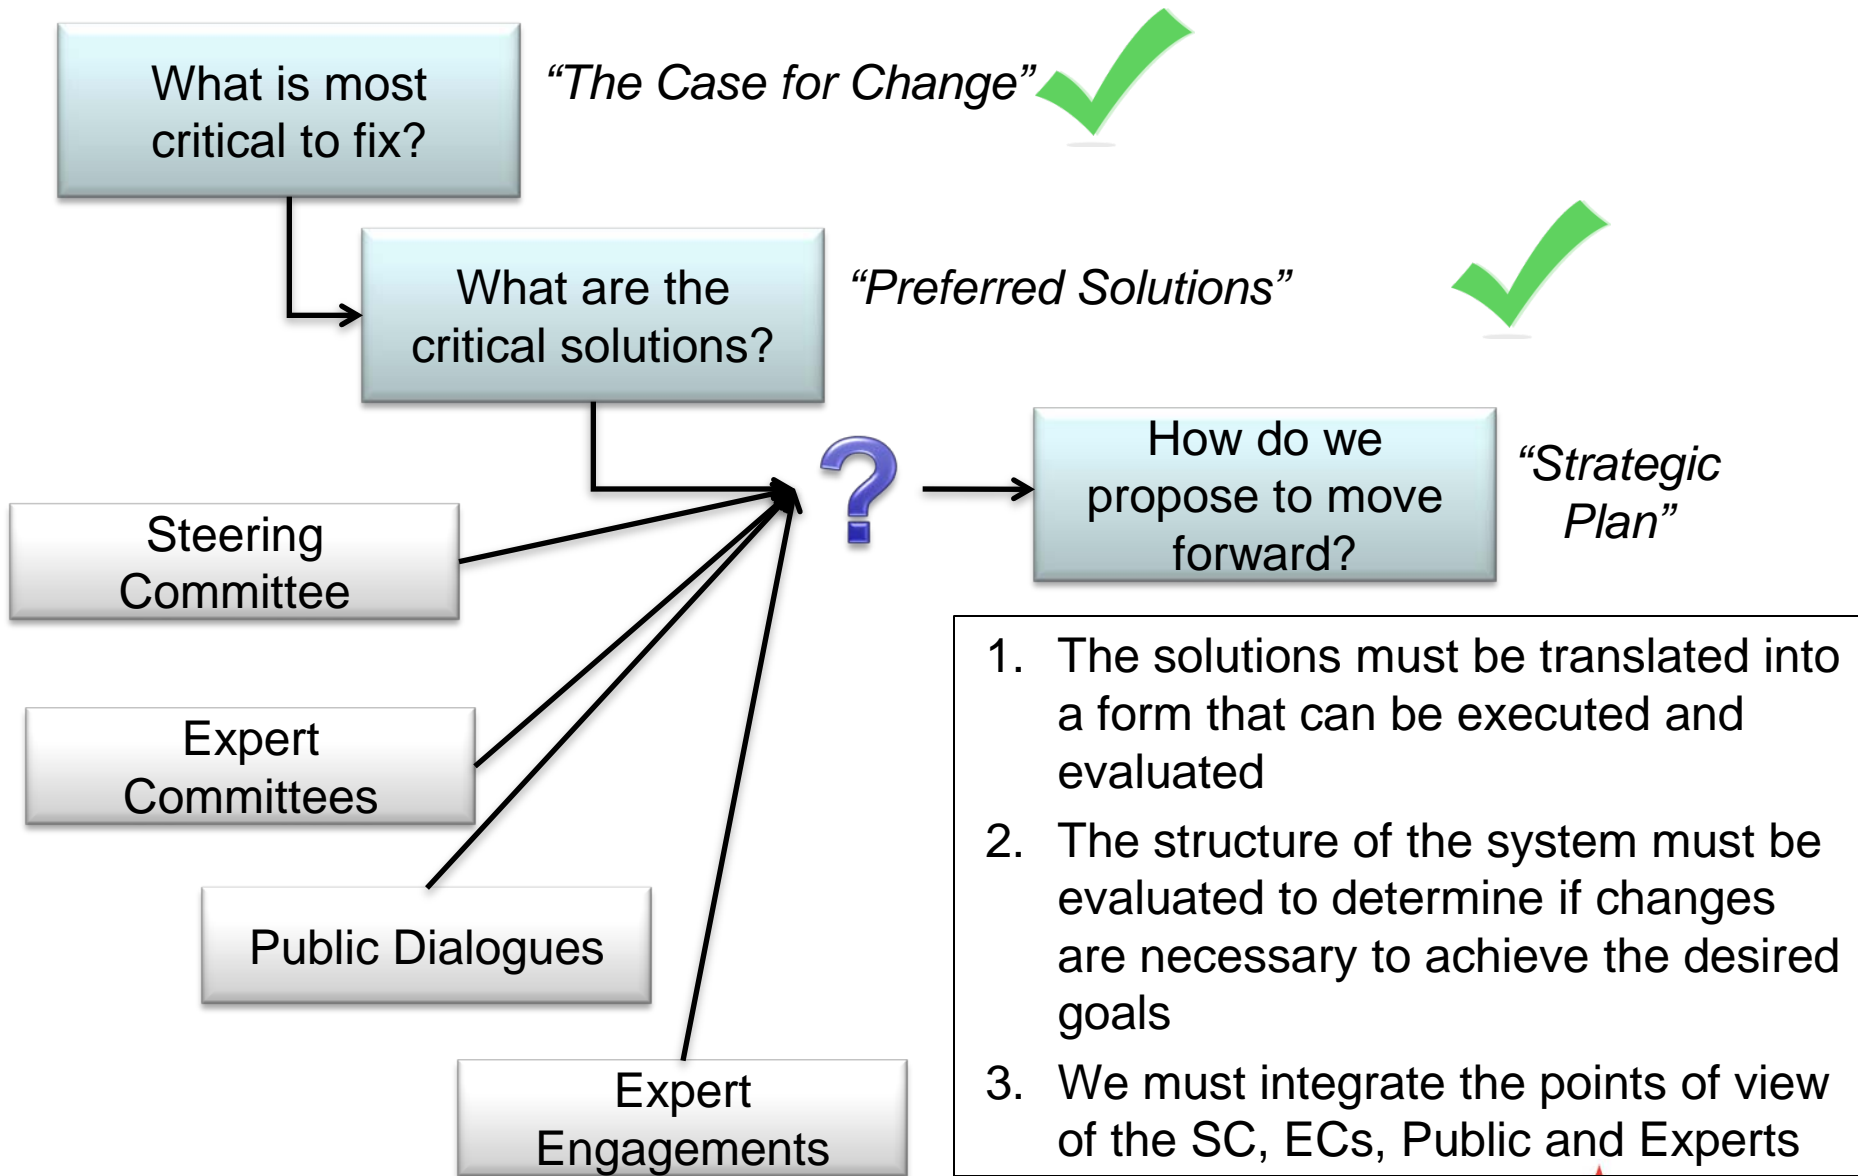 What is most
critical to fix?
“The Case for Change”
What are the
critical solutions?
“Preferred Solutions”
?
How do we
propose to move
forward?
“Strategic
Plan”
Steering
Committee
Expert
Committees
Public Dialogues
Expert
Engagements
1. The solutions must be translated into
a form that can be executed and
evaluated
2. The structure of the system must be
evaluated to determine if changes
are necessary to achieve the desired
goals
3. We must integrate the points of view
of the SC, ECs, Public and Experts